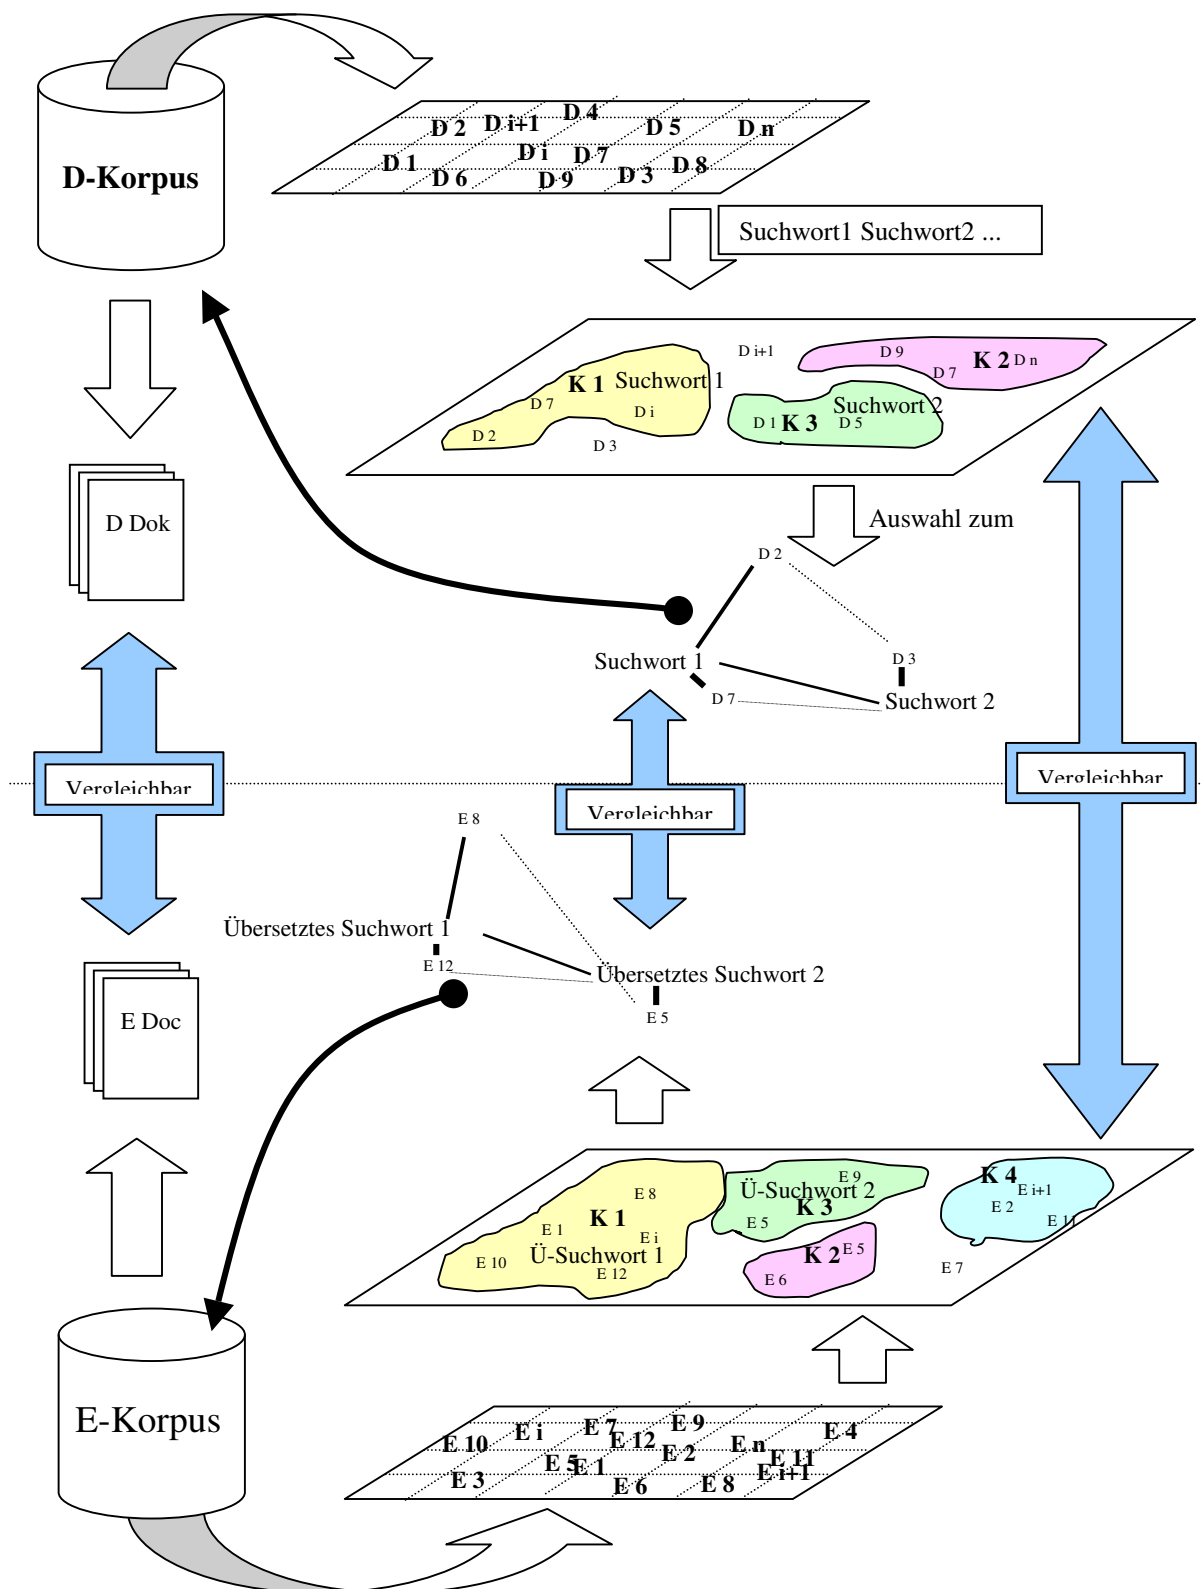 D-Korpus
D 4
D 2
D i+1
D 5
D n
D i
D 7
D 1
D 8
D 6
D 9
D 3
Suchwort1 Suchwort2 ...
D i+1
D 9
K 2
D n
D 7
K 1
Suchwort 1
D 7
D i
D 2
D 3
Suchwort 2
D 1
K 3
D 5
Auswahl zum
D Dok
D 2
D 3
Suchwort 1
D 7
Suchwort 2
Vergleichbar
Vergleichbar
Vergleichbar
E 8
Übersetztes Suchwort 1
E 12
Übersetztes Suchwort 2
E 5
E Doc
E 8
K 1
E 1
E i
Ü-Suchwort 1
E 10
E 12
E 9
Ü-Suchwort 2
K 3
E 5
K 2
E 5
E 6
K 4
E i+1
E 2
E 11
E 7
E-Korpus
E 10
E i
E 7
E 12
E 9
E 2
E n
E 4
E 11
E i+1
E 3
E 5
E 1
E 6
E 8